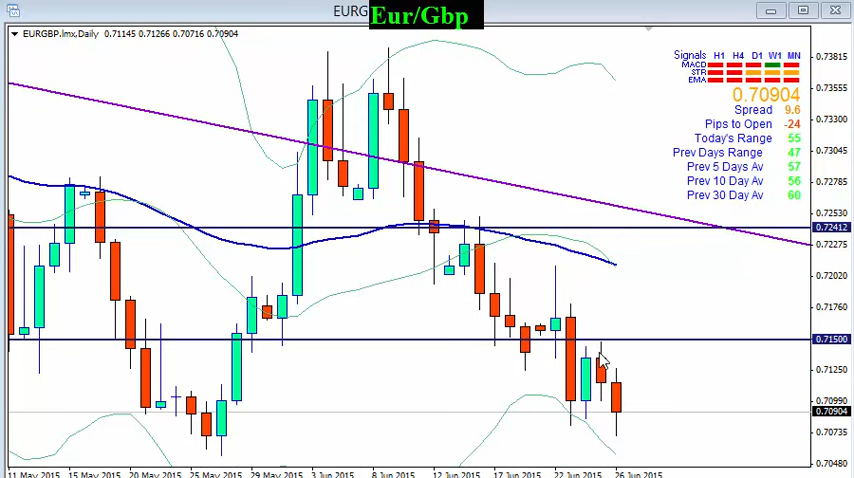 EURG
Eur/Gbp
EURGBP.lmx,Daily 0.71145 0.71266 0.70716 0.70904
Signals H1 H4 D1 W1 MN
MACD
STR
EMA
0.70904
Spread 9.6
Pips to Open -24
Today's Range 55
Prev Days Range 47
Prev 5 Days Av 57
Prev 10 Day Av 56
Prev 30 Day Av 60
0.73815
0.73555
0.73300
0.73045
0.72785
0.72530
0.72412
0.72275
0.72020
0.71760
0.71500
0.71250
0.70990
0.70904
0.70735
0.70480
11 May 2015 15 May 2015 20 May 2015 25 May 2015 29 May 2015 3 Jun 2015 8 Jun 2015 12 Jun 2015 17 Jun 2015 22 Jun 2015 26 Jun 2015